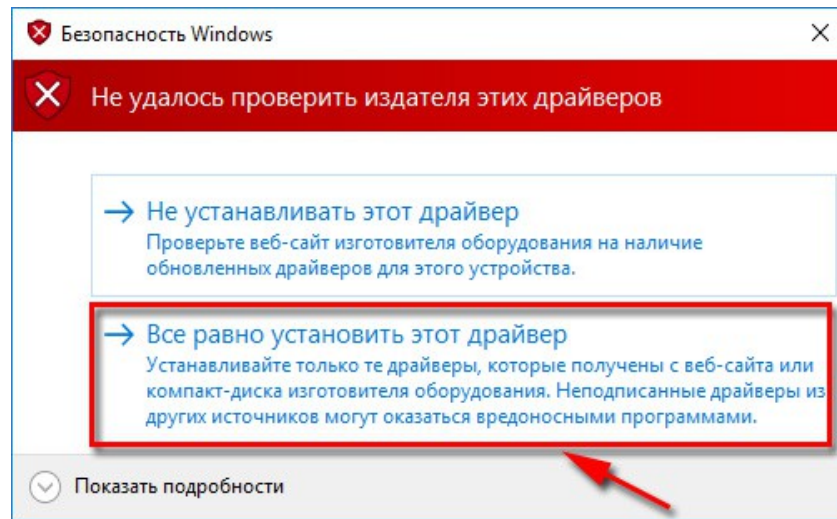 Безопасность Windows
Не удалось проверить издателя этих драйверов
Не устанавливать этот драйвер
Проверьте веб-сайт изготовителя оборудования на наличие
обновленных драйверов для этого устройства.
Все равно установить этот драйвер
Устанавливайте только те драйверы, которые получены с веб-сайта или
компакт-диска изготовителя оборудования. Неподписанные драйверы из
других источников могут оказаться вредоносными программами.
Показать подробности